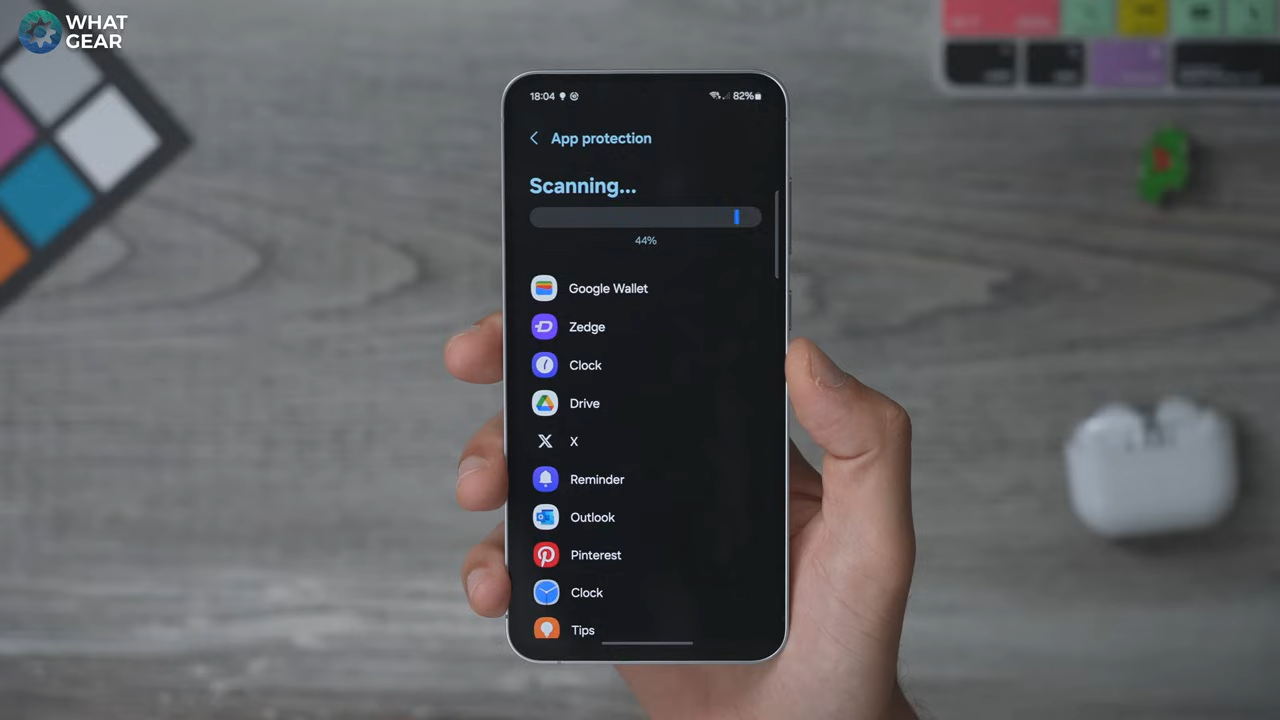 WHAT
GEAR
18:04
82%
App protection
Scanning...
44%
Google Wallet
Zedge
Clock
Drive
X
Reminder
Outlook
Pinterest
Clock
Tips